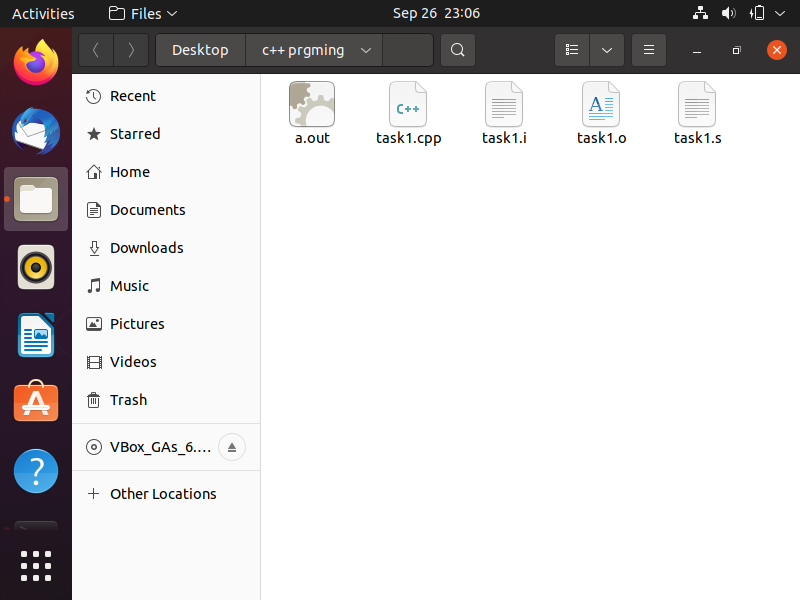 Activities Files Sep 26 23:06
Desktop c++ prgming
Recent
Starred
Home
Documents
Downloads
Music
Pictures
Videos
Trash
VBox_GAs_6....
Other Locations
C++
A
a.out task1.cpp task1.i task1.o task1.s